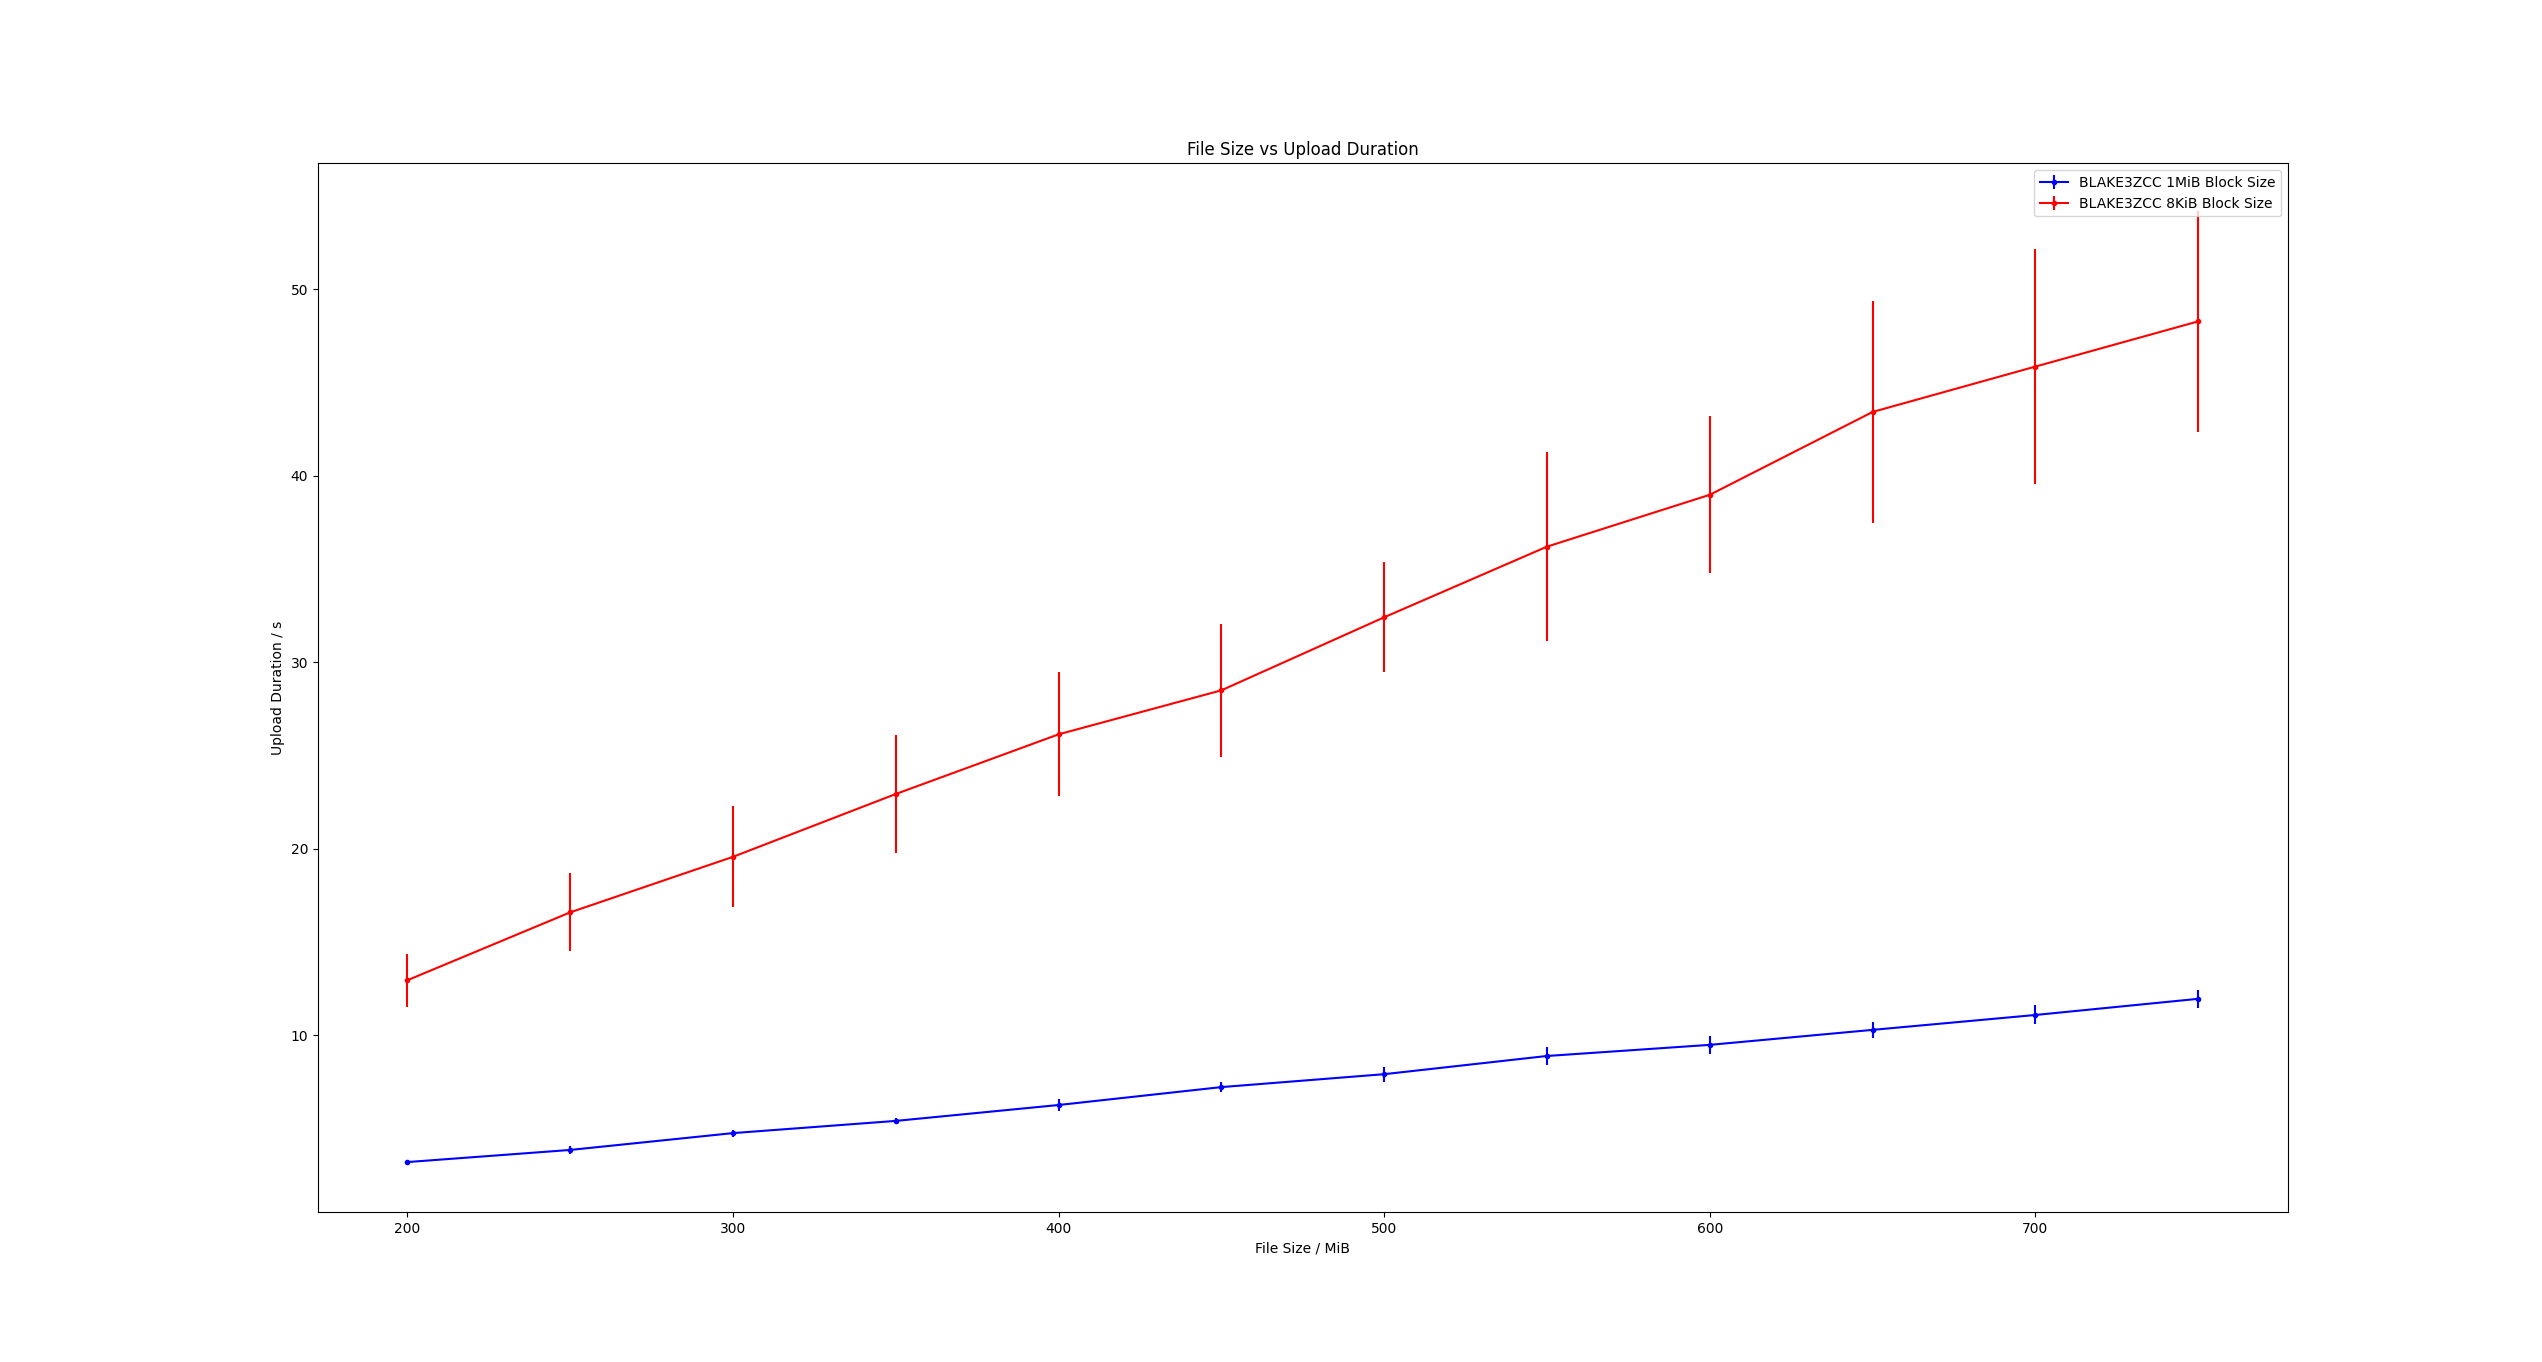 File Size vs Upload Duration
BLAKE3ZCC 1MiB Block Size
BLAKE3ZCC 8KiB Block Size
Upload Duration / s
50
40
30
20
10
200
300
400
500
600
700
File Size / MiB